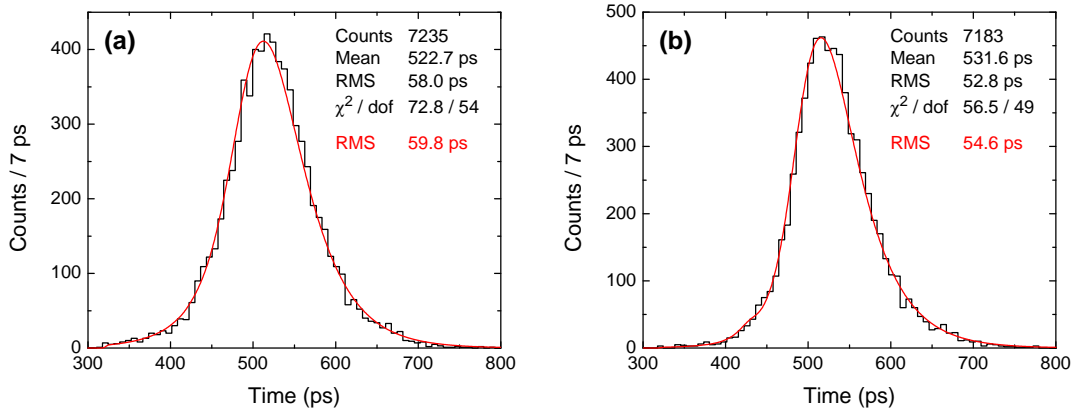 (a)
Counts 7235
Mean 522.7 ps
RMS 58.0 ps
χ² / dof 72.8 / 54
RMS 59.8 ps
400
300
200
100
0
Counts / 7 ps
300 400 500 600 700 800
Time (ps)
(b)
Counts 7183
Mean 531.6 ps
RMS 52.8 ps
χ² / dof 56.5 / 49
RMS 54.6 ps
500
400
300
200
100
0
Counts / 7 ps
300 400 500 600 700 800
Time (ps)